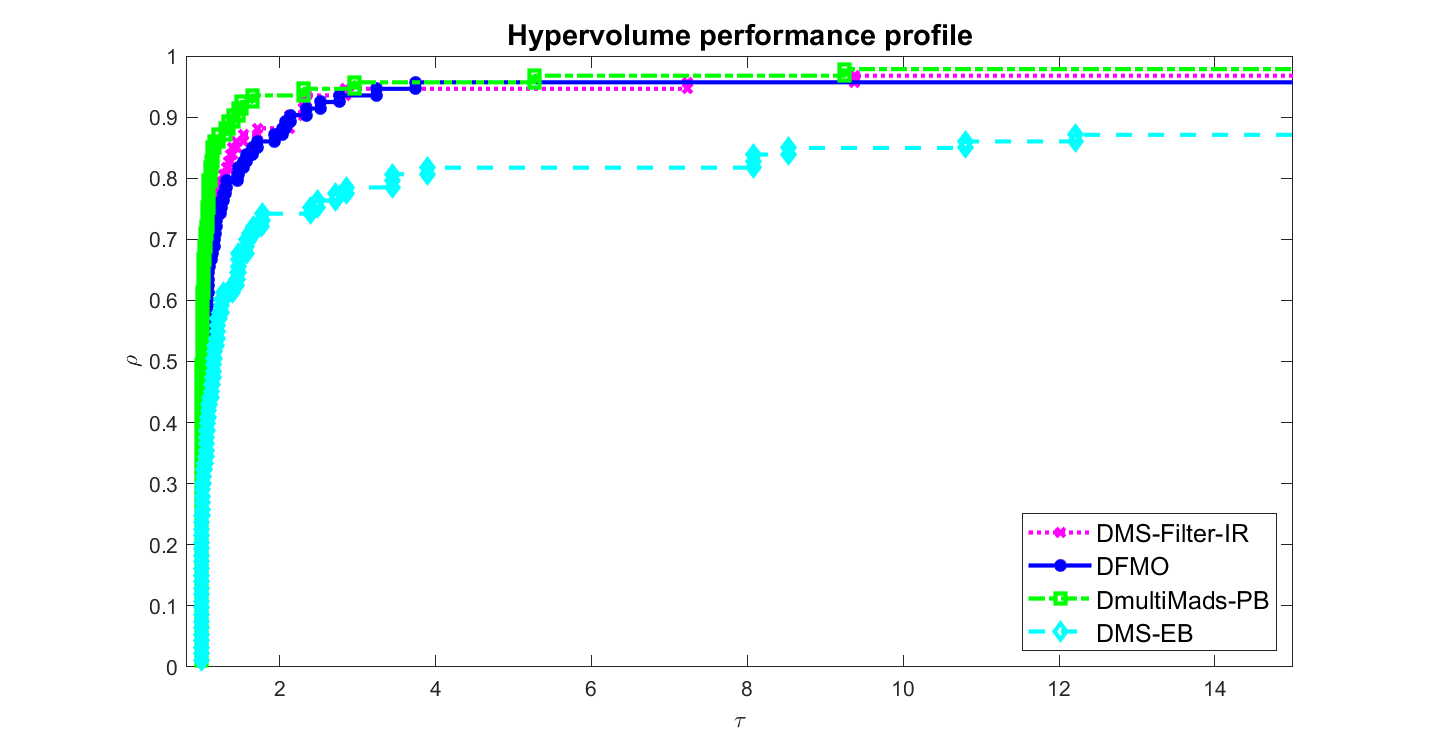 Hypervolume performance profile
1
0.9
0.8
0.7
0.6
0.5
0.4
0.3
0.2
0.1
0
ρ
2 4 6 8 10 12 14
τ
DMS-Filter-IR
DFMO
DmultiMads-PB
DMS-EB